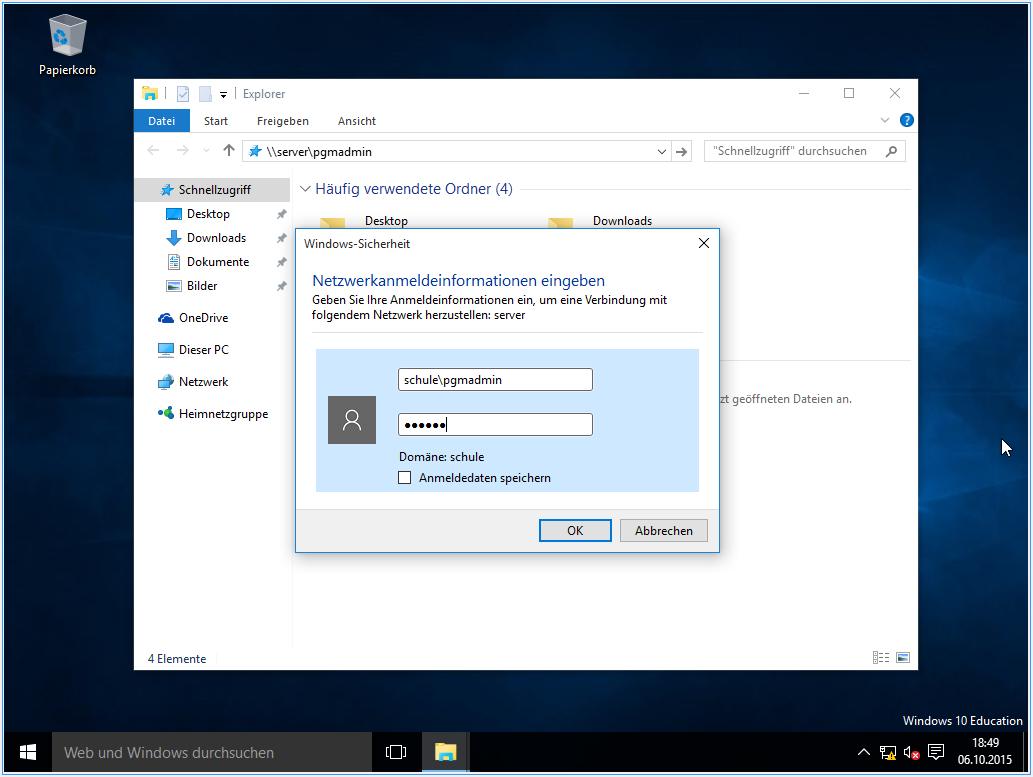 Papierkorb
Explorer
Datei
Start
Freigeben
Ansicht
\\server\pgmadmin
"Schnellzugriff" durchsuchen
Schnellzugriff
Desktop
Downloads
Dokumente
Bilder
OneDrive
Dieser PC
Netzwerk
Heimnetzgruppe
Häufig verwendete Ordner (4)
Desktop
Downloads
zt geöffneten Dateien an.
Windows-Sicherheit
Netzwerkanmeldeinformationen eingeben
Geben Sie Ihre Anmeldeinformationen ein, um eine Verbindung mit
folgendem Netzwerk herzustellen: server
schule\pgmadmin
●●●●●●
Domäne: schule
Anmeldedaten speichern
OK
Abbrechen
4 Elemente
Windows 10 Education
Web und Windows durchsuchen
18:49
06.10.2015